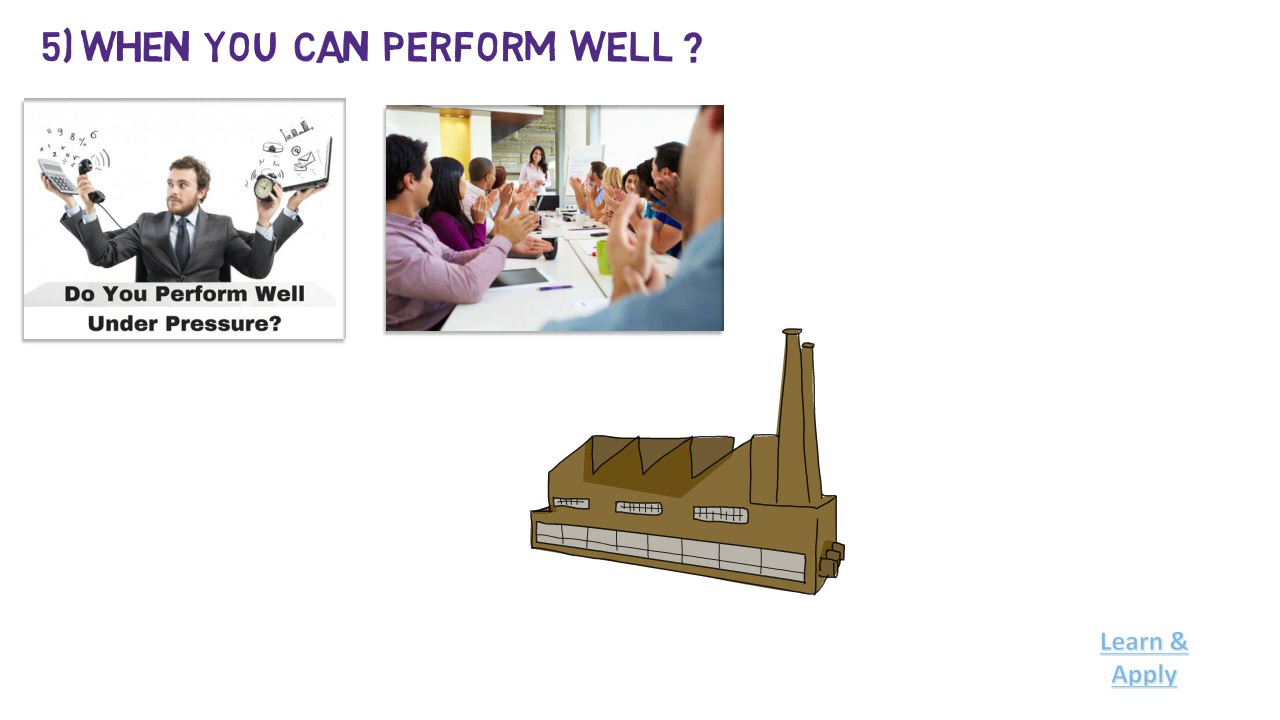 5) WHEN YOU CAN PERFORM WELL ?
Do You Perform Well
Under Pressure?
Learn &
Apply